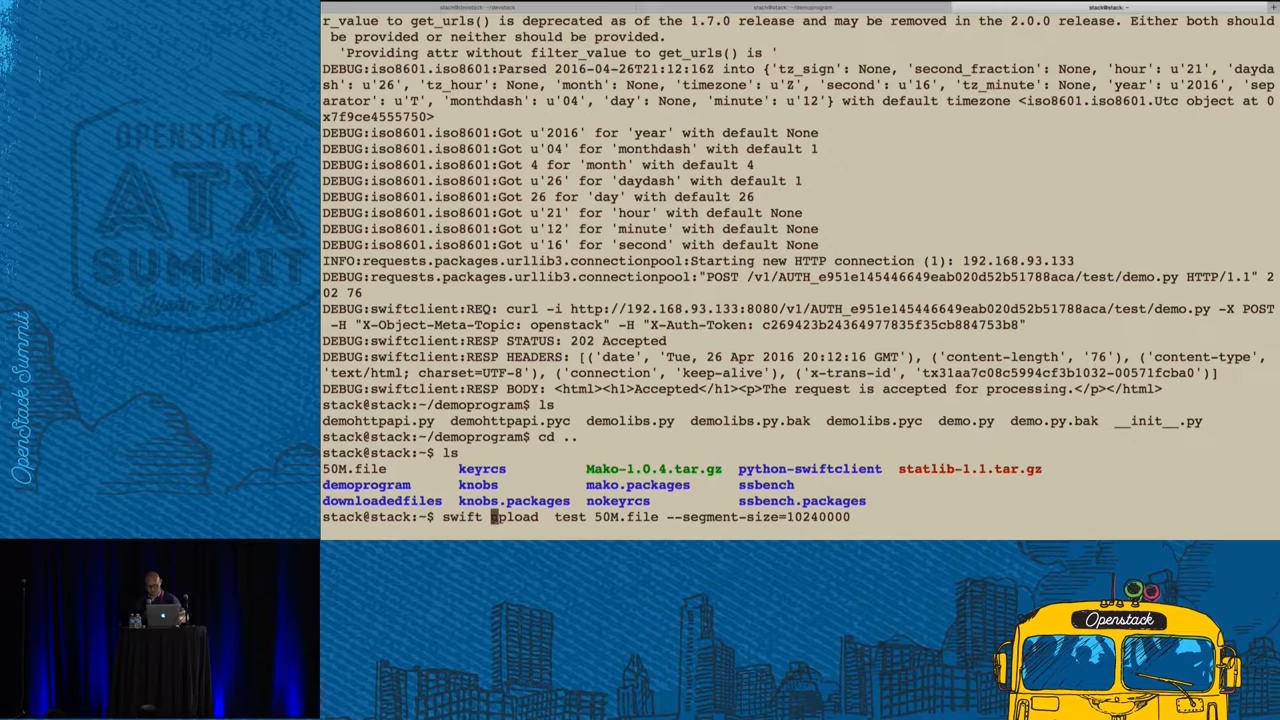 stack@devstack: ~/devstack
stack@stack: ~/demoprogram
stack@stack: ~
r_value to get_urls() is deprecated as of the 1.7.0 release and may be removed in the 2.0.0 release. Either both should
be provided or neither should be provided.
'Providing attr without filter_value to get_urls() is '
DEBUG:iso8601.iso8601:Parsed 2016-04-26T21:12:16Z into {'tz_sign': None, 'second_fraction': None, 'hour': u'21', 'dayda
sh': u'26', 'tz_hour': None, 'month': None, 'timezone': u'Z', 'second': u'16', 'tz_minute': None, 'year': u'2016', 'sep
arator': u'T', 'monthdash': u'04', 'day': None, 'minute': u'12'} with default timezone <iso8601.iso8601.Utc object at 0
x7f9ce4555750>
DEBUG:iso8601.iso8601:Got u'2016' for 'year' with default None
DEBUG:iso8601.iso8601:Got u'04' for 'monthdash' with default 1
DEBUG:iso8601.iso8601:Got 4 for 'month' with default 4
DEBUG:iso8601.iso8601:Got u'26' for 'daydash' with default 1
DEBUG:iso8601.iso8601:Got 26 for 'day' with default 26
DEBUG:iso8601.iso8601:Got u'21' for 'hour' with default None
DEBUG:iso8601.iso8601:Got u'12' for 'minute' with default None
DEBUG:iso8601.iso8601:Got u'16' for 'second' with default None
INFO:requests.packages.urllib3.connectionpool:Starting new HTTP connection (1): 192.168.93.133
DEBUG:requests.packages.urllib3.connectionpool:"POST /v1/AUTH_e951e145446649eab020d52b51788aca/test/demo.py HTTP/1.1" 2
02 76
DEBUG:swiftclient:REQ: curl -i http://192.168.93.133:8080/v1/AUTH_e951e145446649eab020d52b51788aca/test/demo.py -X POST
-H "X-Object-Meta-Topic: openstack" -H "X-Auth-Token: c269423b24364977835f35cb884753b8"
DEBUG:swiftclient:RESP STATUS: 202 Accepted
DEBUG:swiftclient:RESP HEADERS: [('date', 'Tue, 26 Apr 2016 20:12:16 GMT'), ('content-length', '76'), ('content-type',
'text/html; charset=UTF-8'), ('connection', 'keep-alive'), ('x-trans-id', 'tx31aa7c08c5994cf3b1032-00571fcba0')]
DEBUG:swiftclient:RESP BODY: <html><h1>Accepted</h1><p>The request is accepted for processing.</p></html>
stack@stack:~/demoprogram$ ls
demohttpapi.py demohttpapi.pyc demolibs.py demolibs.py.bak demolibs.pyc demo.py demo.py.bak __init__.py
stack@stack:~/demoprogram$ cd ..
stack@stack:~$ ls
50M.file keyrcs Mako-1.0.4.tar.gz python-swiftclient statlib-1.1.tar.gz
demoprogram knobs mako.packages ssbench
downloadedfiles knobs.packages nokeyrcs ssbench.packages
stack@stack:~$ swift upload test 50M.file --segment-size=10240000
OPENSTACK
ATX
SUMMIT
Austin 2016
OpenStack Summit
Openstack